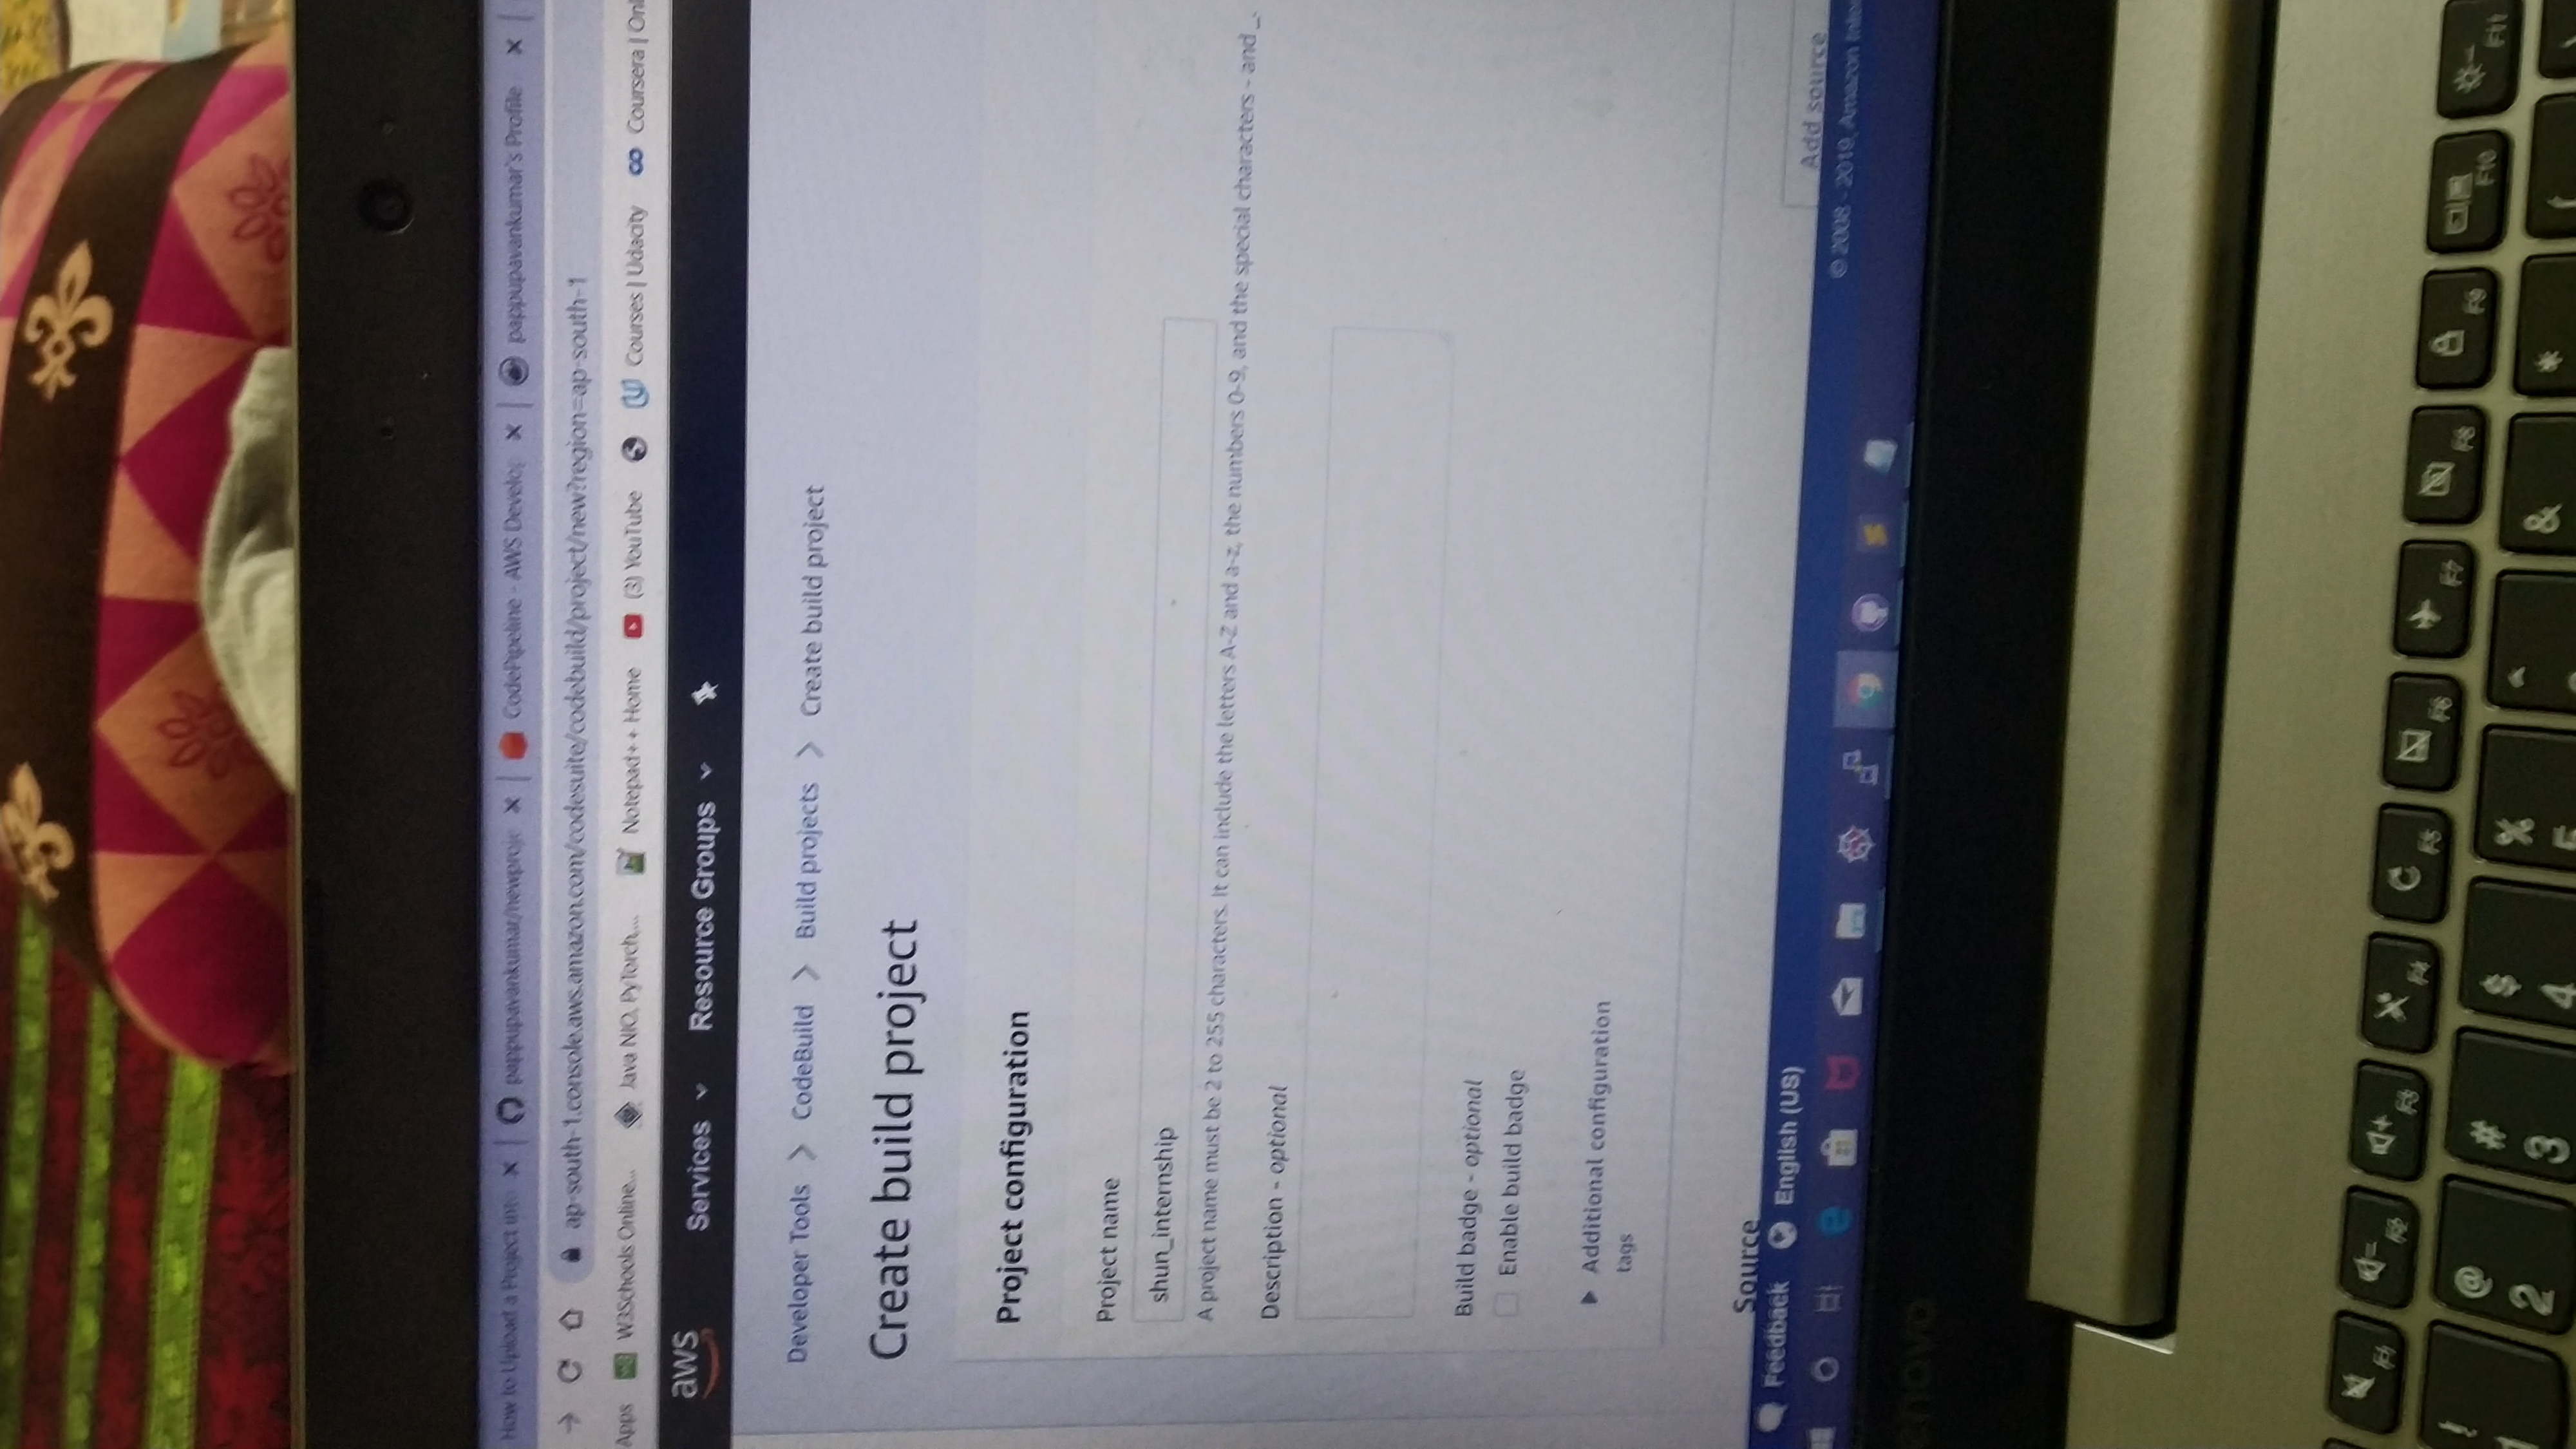 How to Upload a Project into
pappupavankumar/newproje
CodePipeline - AWS Develop
pappupavankumar's Profile
ap-south-1.console.aws.amazon.com/codesuite/codebuild/project/new?region=ap-south-1
Apps
W3Schools Online...
Java NIO, PyTorch,...
Notepad++ Home
(3) YouTube
Courses | Udacity
Coursera | Onl
aws
Services
Resource Groups
Developer Tools > CodeBuild > Build projects > Create build project
Create build project
Project configuration
Project name
shun_internship
A project name must be 2 to 255 characters. It can include the letters A-Z and a-z, the numbers 0-9, and the special characters - and _.
Description - optional
Build badge - optional
Enable build badge
Additional configuration
tags
Source
Add source
Feedback
English (US)
© 2008 - 2019, Amazon
enovo
F1
F2
F3
F4
F5
F6
F7
F8
F9
F10
F11
! @ # $ % ^ & * (
1 2 3 4 5